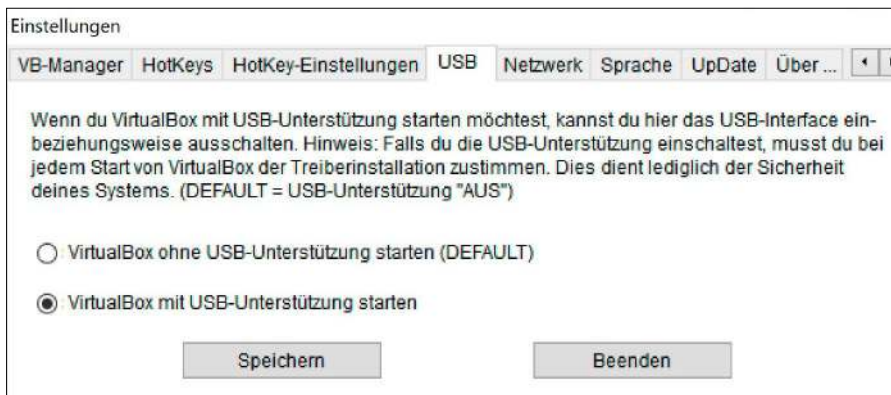 Einstellungen
VB-Manager HotKeys HotKey-Einstellungen USB Netzwerk Sprache UpDate Über ...
Wenn du VirtualBox mit USB-Unterstützung starten möchtest, kannst du hier das USB-Interface ein-
beziehungsweise ausschalten. Hinweis: Falls du die USB-Unterstützung einschaltest, musst du bei
jedem Start von VirtualBox der Treiberinstallation zustimmen. Dies dient lediglich der Sicherheit
deines Systems. (DEFAULT = USB-Unterstützung "AUS")
VirtualBox ohne USB-Unterstützung starten (DEFAULT)
VirtualBox mit USB-Unterstützung starten
Speichern Beenden